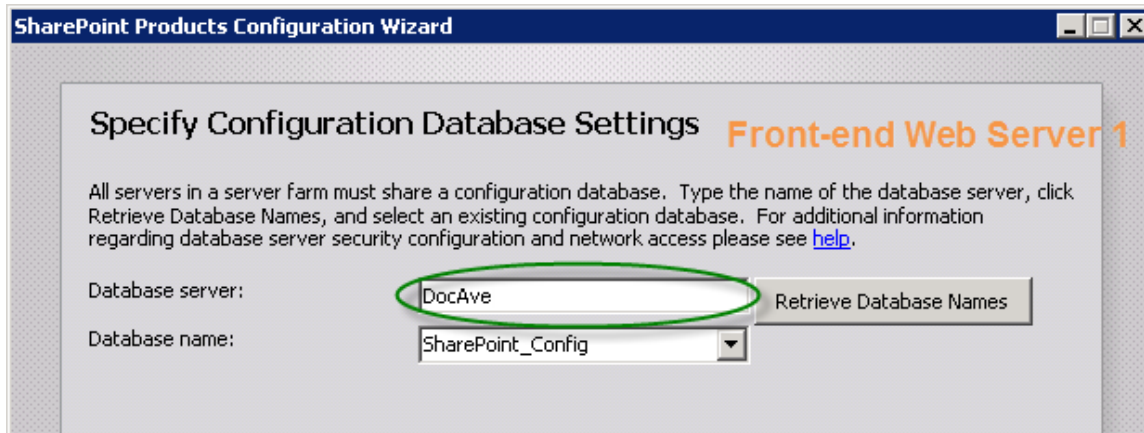 SharePoint Products Configuration Wizard
Specify Configuration Database Settings
Front-end Web Server 1
All servers in a server farm must share a configuration database.  Type the name of the database server, click
Retrieve Database Names, and select an existing configuration database.  For additional information
regarding database server security configuration and network access please see help.
Database server:
DocAve
Retrieve Database Names
Database name:
SharePoint_Config